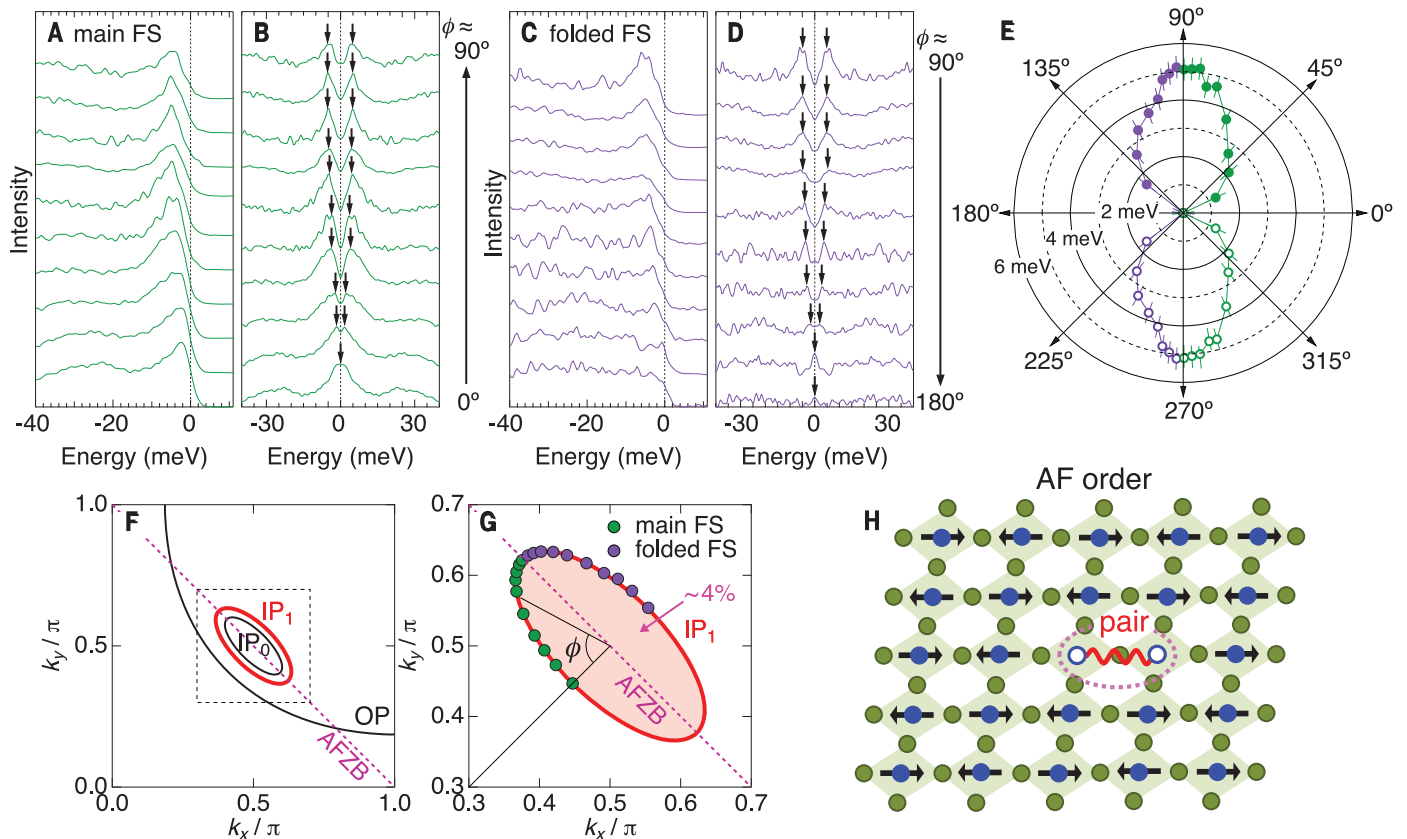 A main FS
B
ϕ ≈
90º
0º
Intensity
-40 -20 0
Energy (meV)
-30 0 30
Energy (meV)
C folded FS
D
ϕ ≈
90º
180º
Intensity
-40 -20 0
Energy (meV)
-30 0 30
Energy (meV)
E
90º
135º
45º
180º
0º
2 meV
4 meV
6 meV
225º
315º
270º
F
1.0
0.5
0.0
k_y / π
IP₁
IP₀
OP
AFZB
0.0 0.5 1.0
k_x / π
G
0.7
0.6
0.5
0.4
0.3
k_y / π
main FS
folded FS
~4%
IP₁
ϕ
AFZB
0.3 0.4 0.5 0.6 0.7
k_x / π
AF order
H
pair